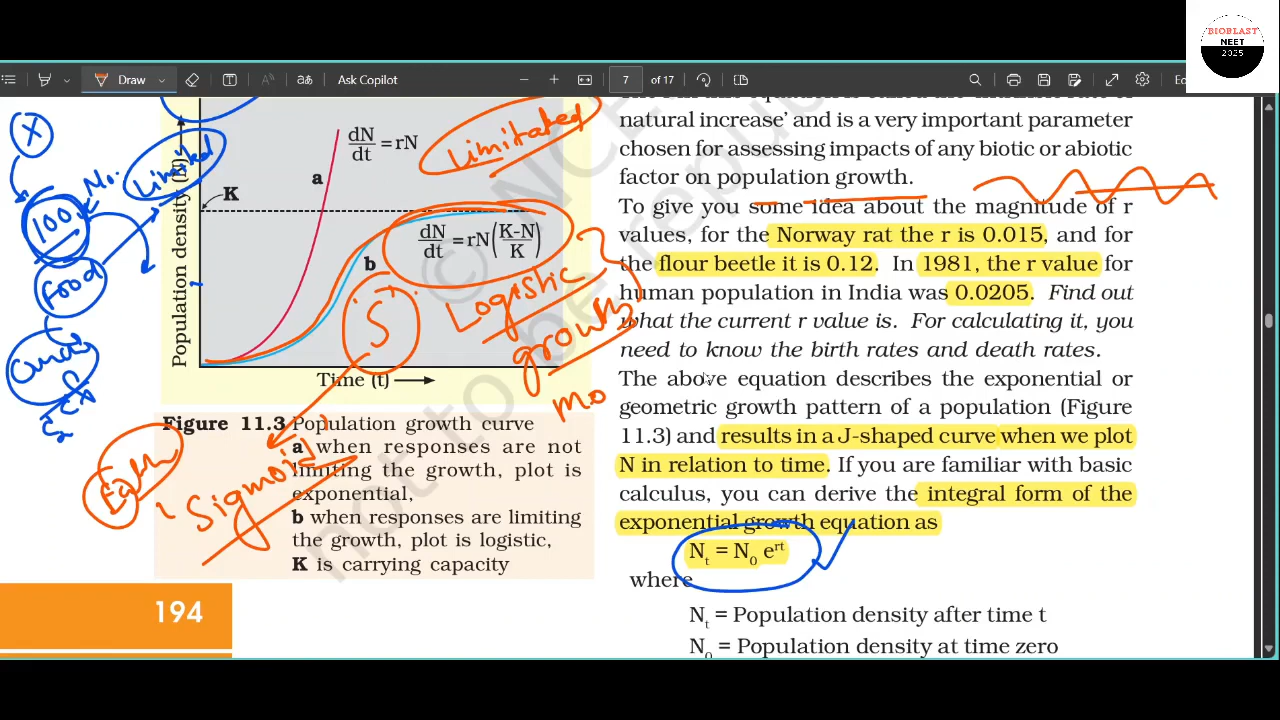 BIOBLAST
NEET
2025
Draw
Ask Copilot
7
of 17
X
100
No.
Limited
Food
Population density (N)
K
a
dN/dt = rN
Limitated
b
dN/dt = rN(K-N/K)
"S"
Logistic
growth
mo
Time (t)
Figure 11.3 Population growth curve
a when responses are not
limiting the growth, plot is
exponential,
b when responses are limiting
the growth, plot is logistic,
K is carrying capacity
Sigmoid
194
natural increase' and is a very important parameter
chosen for assessing impacts of any biotic or abiotic
factor on population growth.
To give you some idea about the magnitude of r
values, for the Norway rat the r is 0.015, and for
the flour beetle it is 0.12. In 1981, the r value for
human population in India was 0.0205. Find out
what the current r value is. For calculating it, you
need to know the birth rates and death rates.
The above equation describes the exponential or
geometric growth pattern of a population (Figure
11.3) and results in a J-shaped curve when we plot
N in relation to time. If you are familiar with basic
calculus, you can derive the integral form of the
exponential growth equation as
Nt = N0 e^rt
where
Nt = Population density after time t
N0 = Population density at time zero